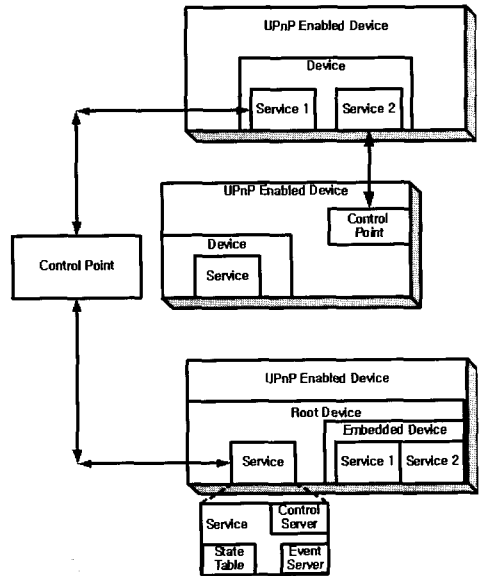 UPnP Enabled Device
Device
Service 1
Service 2
UPnP Enabled Device
Control
Point
Device
Service
Control Point
UPnP Enabled Device
Root Device
Embedded Device
Service
Service 1
Service 2
Service
Control
Server
State
Table
Event
Server